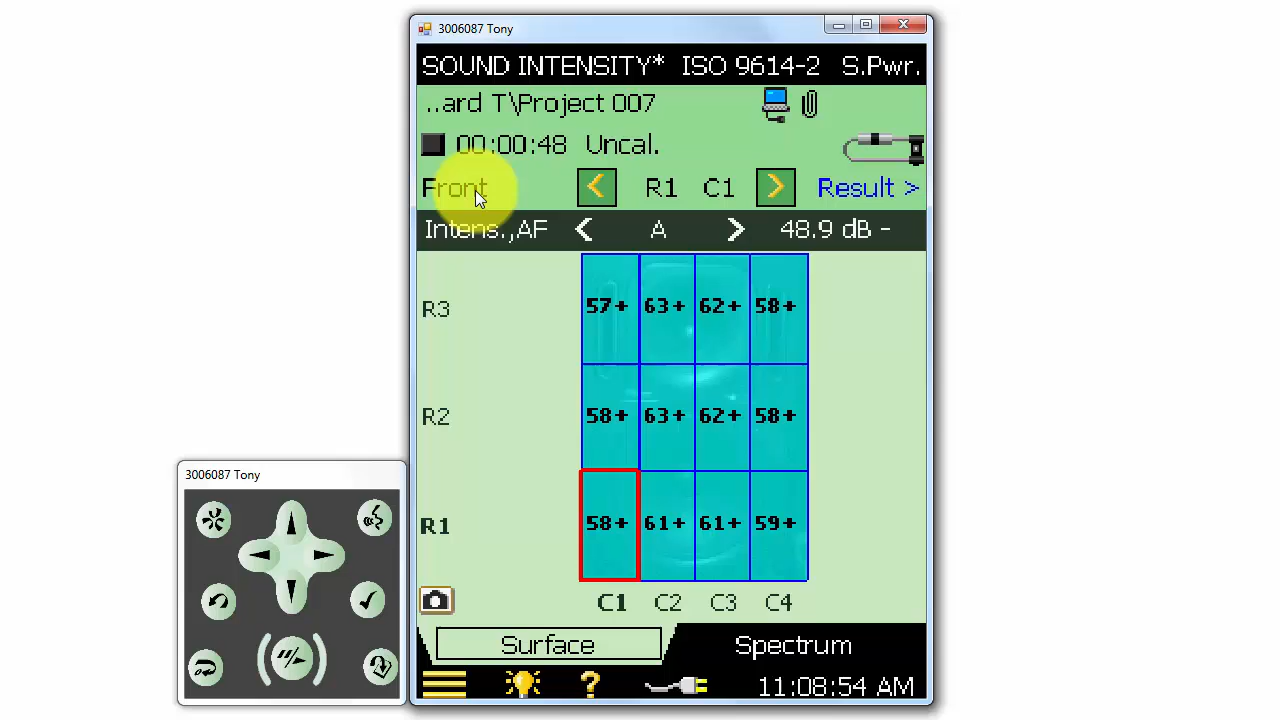 3006087 Tony
SOUND INTENSITY* ISO 9614-2 S.Pwr.
..ard T\Project 007
00:00:48 Uncal.
Front < R1 C1 > Result >
Intens.,AF < A > 48.9 dB -
R3 57+ 63+ 62+ 58+
R2 58+ 63+ 62+ 58+
R1 58+ 61+ 61+ 59+
C1 C2 C3 C4
Surface Spectrum
? 11:08:54 AM
3006087 Tony